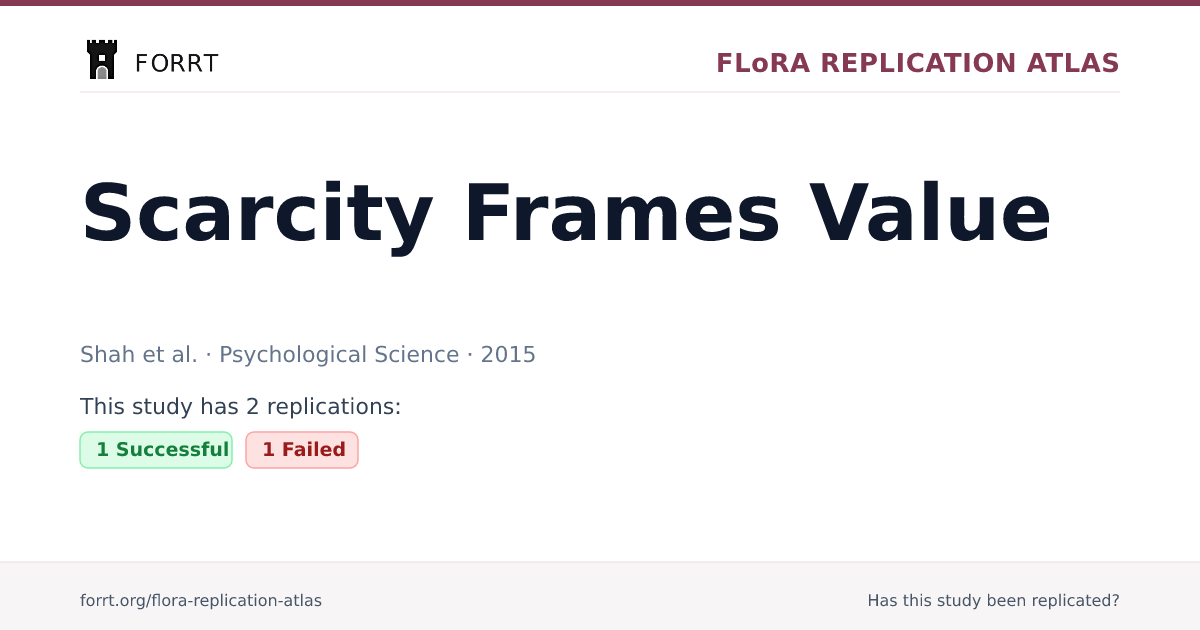 FORRT
FLoRA REPLICATION ATLAS
Scarcity Frames Value
Shah et al. · Psychological Science · 2015
This study has 2 replications:
1 Successful
1 Failed
forrt.org/flora-replication-atlas
Has this study been replicated?